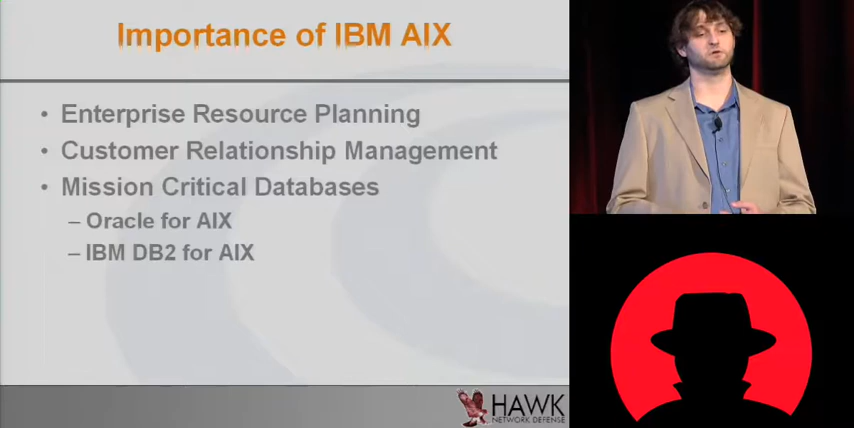 Importance of IBM AIX
• Enterprise Resource Planning
• Customer Relationship Management
• Mission Critical Databases
– Oracle for AIX
– IBM DB2 for AIX
HAWK
NETWORK DEFENSE